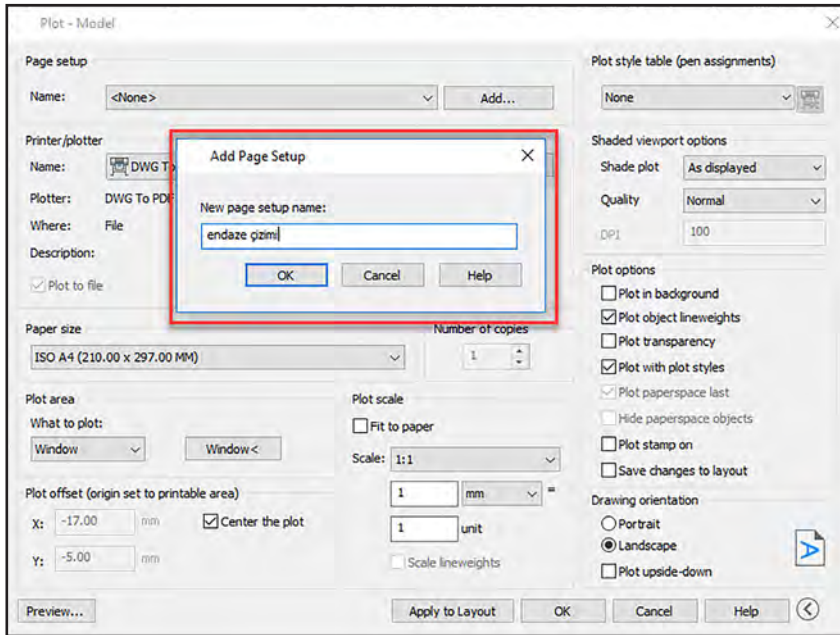 Plot - Model
Page setup
Name: <None> Add...
Plot style table (pen assignments)
None
Printer/plotter
Name: DWG To
Plotter: DWG To PDF
Where: File
Description:
Plot to file
Add Page Setup
New page setup name:
endaze çizimi
OK Cancel Help
Shaded viewport options
Shade plot As displayed
Quality Normal
DPI 100
Paper size
ISO A4 (210.00 x 297.00 MM)
Number of copies
1
Plot area
What to plot:
Window Window<
Plot scale
Fit to paper
Scale: 1:1
1 mm =
1 unit
Scale lineweights
Plot offset (origin set to printable area)
X: -17.00 mm Center the plot
Y: -5.00 mm
Plot options
Plot in background
Plot object lineweights
Plot transparency
Plot with plot styles
Plot paperspace last
Hide paperspace objects
Plot stamp on
Save changes to layout
Drawing orientation
Portrait
Landscape
Plot upside-down
A
Preview... Apply to Layout OK Cancel Help